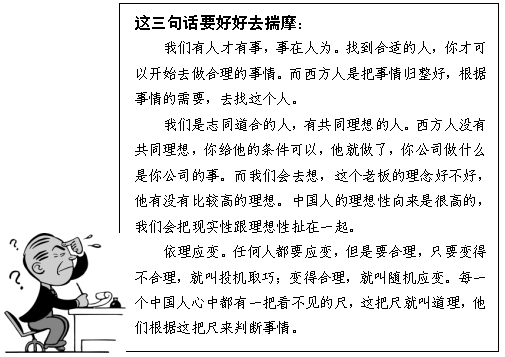 这三句话要好好去揣摩：
我们有人才有事，事在人为。找到合适的人，你才可
以开始去做合理的事情。而西方人是把事情归整好，根据
事情的需要，去找这个人。
我们是志同道合的人，有共同理想的人。西方人没有
共同理想，你给他的条件可以，他就做了，你公司做什么
是你公司的事。而我们会去想，这个老板的理念好不好，
他有没有比较高的理想。中国人的理想性向来是很高的，
我们会把现实性跟理想性扯在一起。
依理应变。任何人都要应变，但是要合理，只要变得
不合理，就叫投机取巧；变得合理，就叫随机应变。每一
个中国人心中都有一把看不见的尺，这把尺就叫道理，他
们根据这把尺来判断事情。
?
?